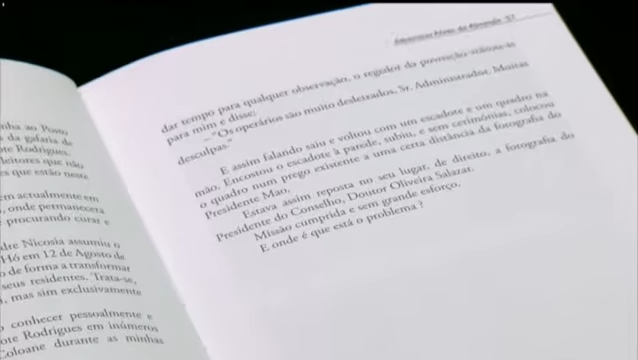 nha ao Posto
da gafaria de
ote Rodrigues.
leitores que não
es que estão neste
em actualmente em
, onde permanecerá
procurando curar e
dre Nicosia assumiu o
Hó em 12 de Agosto de
o de forma a transformar
seus residentes. Trata-se,
, mas sim exclusivamente
o conhecer pessoalmente e
ote Rodrigues em inúmeros
Coloane durante as minhas
57
dar tempo para qualquer observação, o regedor da povoação voltou-se
para mim e disse:
—"Os operários são muito desleixados, Sr. Administrador. Muitas
desculpas."
E assim falando saiu e voltou com um escadote e um quadro na
mão. Encostou o escadote à parede, subiu, e sem cerimónias, colocou
o quadro num prego existente a uma certa distância da fotografia do
Presidente Mao.
Estava assim reposta no seu lugar, de direito, a fotografia do
Presidente do Conselho, Doutor Oliveira Salazar.
Missão cumprida e sem grande esforço.
E onde é que está o problema?